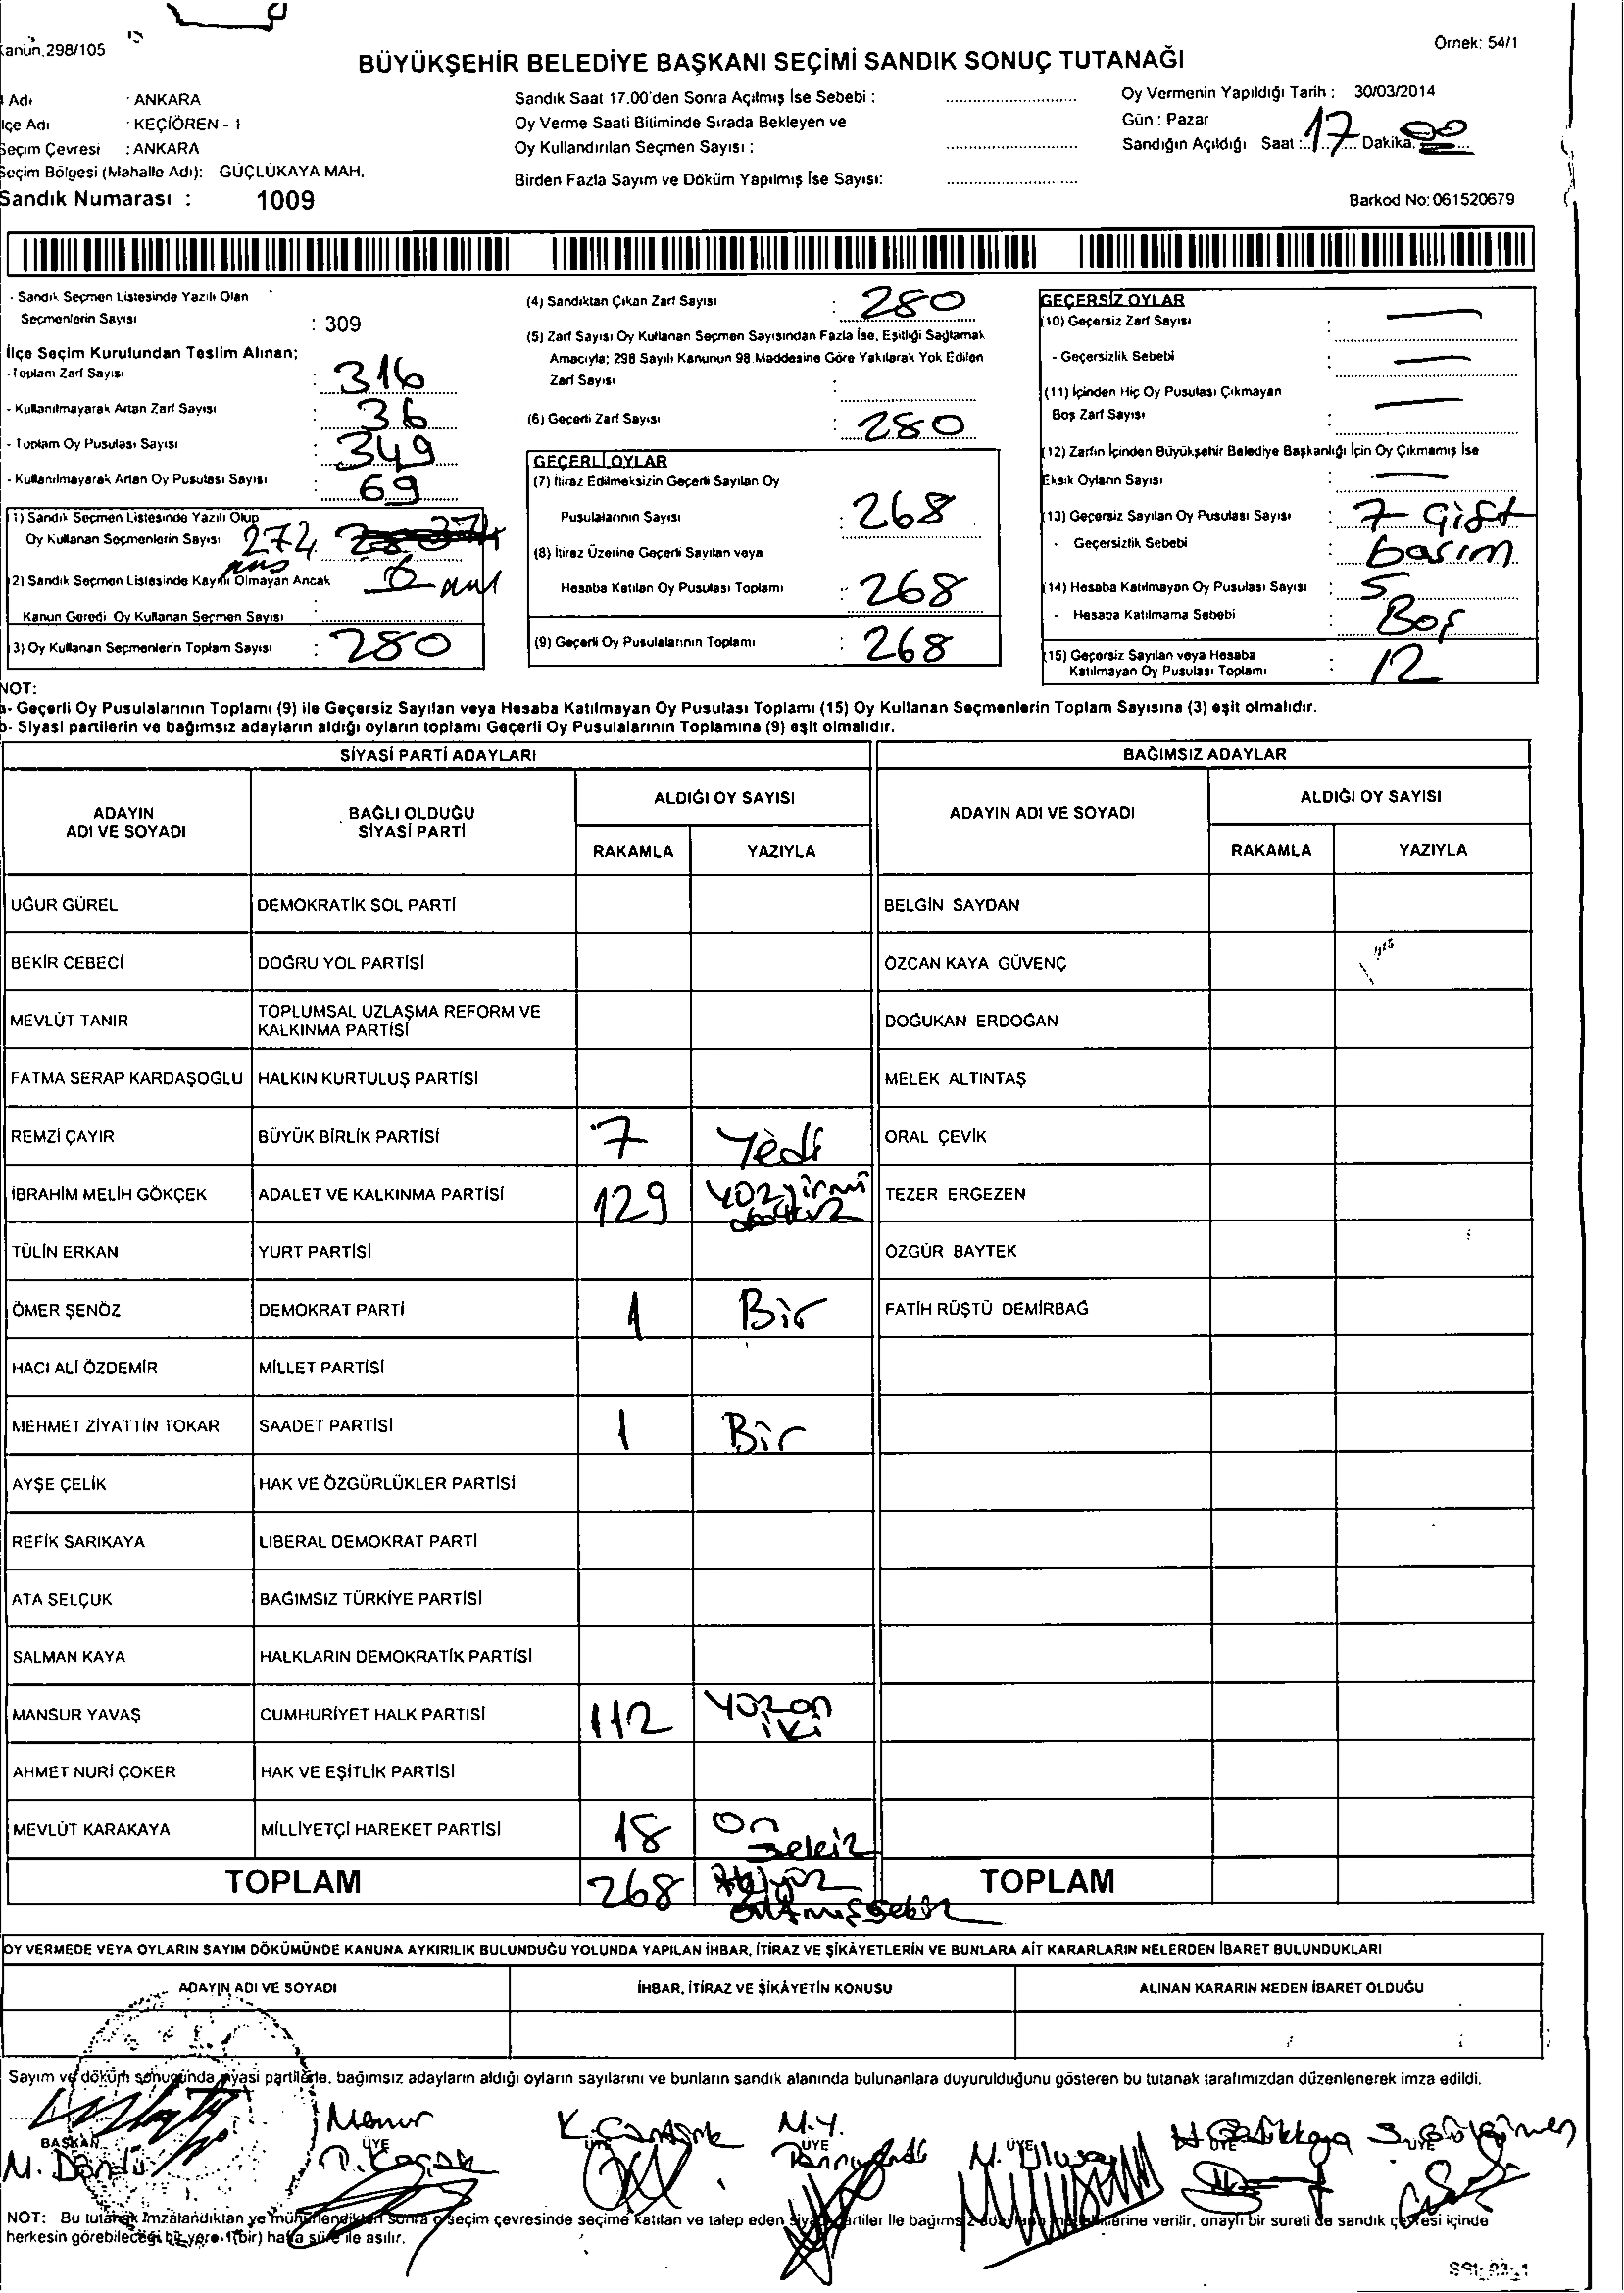 Kanun 298/105
Örnek: 54/1
BÜYÜKŞEHİR BELEDİYE BAŞKANI SEÇİMİ SANDIK SONUÇ TUTANAĞI
Adı : ANKARA
İlçe Adı : KEÇİÖREN - 1
Seçim Çevresi : ANKARA
Seçim Bölgesi (Mahalle Adı): GÜÇLÜKAYA MAH.
Sandık Numarası : 1009
Sandık Saat 17.00'den Sonra Açılmış İse Sebebi :
Oy Verme Saati Bitiminde Sırada Bekleyen ve
Oy Kullandırılan Seçmen Sayısı :
Birden Fazla Sayım ve Döküm Yapılmış İse Sayısı:
Oy Vermenin Yapıldığı Tarih : 30/03/2014
Gün : Pazar
Sandığın Açıldığı Saat : 17 Dakika: 00
Barkod No: 061520679
- Sandık Seçmen Listesinde Yazılı Olan
Seçmenlerin Sayısı : 309
İlçe Seçim Kurulundan Teslim Alınan;
- Toplam Zarf Sayısı : 316
- Kullanılmayarak Artan Zarf Sayısı : 36
- Toplam Oy Pusulası Sayısı : 349
- Kullanılmayarak Artan Oy Pusulası Sayısı : 69
(1) Sandık Seçmen Listesinde Yazılı Olup
Oy Kullanan Seçmenlerin Sayısı 274
(2) Sandık Seçmen Listesinde Kayıtlı Olmayan Ancak 6
Kanun Gereği Oy Kullanan Seçmen Sayısı :
(3) Oy Kullanan Seçmenlerin Toplam Sayısı : 280
(4) Sandıktan Çıkan Zarf Sayısı : 280
(5) Zarf Sayısı Oy Kullanan Seçmen Sayısından Fazla İse, Eşitliği Sağlamak
Amacıyla; 298 Sayılı Kanunun 98.Maddesine Göre Yakılarak Yok Edilen
Zarf Sayısı :
(6) Geçerli Zarf Sayısı : 280
GEÇERLİ OYLAR
(7) İtiraz Edilmeksizin Geçerli Sayılan Oy
Pusulalarının Sayısı : 268
(8) İtiraz Üzerine Geçerli Sayılan veya
Hesaba Katılan Oy Pusulası Toplamı : 268
(9) Geçerli Oy Pusulalarının Toplamı : 268
GEÇERSİZ OYLAR
(10) Geçersiz Zarf Sayısı : —
- Geçersizlik Sebebi : —
(11) İçinden Hiç Oy Pusulası Çıkmayan
Boş Zarf Sayısı : —
(12) Zarfın İçinden Büyükşehir Belediye Başkanlığı İçin Oy Çıkmamış İse
Eksik Oyların Sayısı : —
(13) Geçersiz Sayılan Oy Pusulası Sayısı : 7 Çift
- Geçersizlik Sebebi : basım
(14) Hesaba Katılmayan Oy Pusulası Sayısı : 5
- Hesaba Katılmama Sebebi : Boş
(15) Geçersiz Sayılan veya Hesaba
Katılmayan Oy Pusulası Toplamı : 12
NOT:
a- Geçerli Oy Pusulalarının Toplamı (9) ile Geçersiz Sayılan veya Hesaba Katılmayan Oy Pusulası Toplamı (15) Oy Kullanan Seçmenlerin Toplam Sayısına (3) eşit olmalıdır.
b- Siyasi partilerin ve bağımsız adayların aldığı oyların toplamı Geçerli Oy Pusulalarının Toplamına (9) eşit olmalıdır.
SİYASİ PARTİ ADAYLARI BAĞIMSIZ ADAYLAR
ADAYIN ADI VE SOYADI BAĞLI OLDUĞU SİYASİ PARTİ ALDIĞI OY SAYISI ADAYIN ADI VE SOYADI ALDIĞI OY SAYISI
RAKAMLA YAZIYLA RAKAMLA YAZIYLA
UĞUR GÜREL DEMOKRATİK SOL PARTİ BELGİN SAYDAN
BEKİR CEBECİ DOĞRU YOL PARTİSİ ÖZCAN KAYA GÜVENÇ
MEVLÜT TANIR TOPLUMSAL UZLAŞMA REFORM VE KALKINMA PARTİSİ DOĞUKAN ERDOĞAN
FATMA SERAP KARDAŞOĞLU HALKIN KURTULUŞ PARTİSİ MELEK ALTINTAŞ
REMZİ ÇAYIR BÜYÜK BİRLİK PARTİSİ 7 Yedi ORAL ÇEVİK
İBRAHİM MELİH GÖKÇEK ADALET VE KALKINMA PARTİSİ 129 yüzyirmi dokuz TEZER ERGEZEN
TÜLİN ERKAN YURT PARTİSİ ÖZGÜR BAYTEK
ÖMER ŞENÖZ DEMOKRAT PARTİ 1 Bir FATİH RÜŞTÜ DEMİRBAĞ
HACI ALİ ÖZDEMİR MİLLET PARTİSİ
MEHMET ZİYATTİN TOKAR SAADET PARTİSİ 1 Bir
AYŞE ÇELİK HAK VE ÖZGÜRLÜKLER PARTİSİ
REFİK SARIKAYA LİBERAL DEMOKRAT PARTİ
ATA SELÇUK BAĞIMSIZ TÜRKİYE PARTİSİ
SALMAN KAYA HALKLARIN DEMOKRATİK PARTİSİ
MANSUR YAVAŞ CUMHURİYET HALK PARTİSİ 112 yüzon iki
AHMET NURİ ÇOKER HAK VE EŞİTLİK PARTİSİ
MEVLÜT KARAKAYA MİLLİYETÇİ HAREKET PARTİSİ 18 on sekiz
TOPLAM 268 ikiyüz altmışsekiz TOPLAM
OY VERMEDE VEYA OYLARIN SAYIM DÖKÜMÜNDE KANUNA AYKIRILIK BULUNDUĞU YOLUNDA YAPILAN İHBAR, İTİRAZ VE ŞİKÂYETLERİN VE BUNLARA AİT KARARLARIN NELERDEN İBARET BULUNDUKLARI
ADAYIN ADI VE SOYADI İHBAR, İTİRAZ VE ŞİKÂYETİN KONUSU ALINAN KARARIN NEDEN İBARET OLDUĞU
Sayım ve döküm sonucunda siyasi partilerle, bağımsız adayların aldığı oyların sayılarını ve bunların sandık alanında bulunanlara duyurulduğunu gösteren bu tutanak tarafımızdan düzenlenerek imza edildi.
BAŞKAN ÜYE ÜYE ÜYE ÜYE ÜYE ÜYE
NOT: Bu tutanak imzalandıktan ve mühürlendikten sonra o seçim çevresinde seçime katılan ve talep eden siyasi partiler ile bağımsız adayların müşahitlerine verilir, onaylı bir sureti de sandık çevresi içinde
herkesin görebileceği bir yere 1(bir) hafta süre ile asılır.